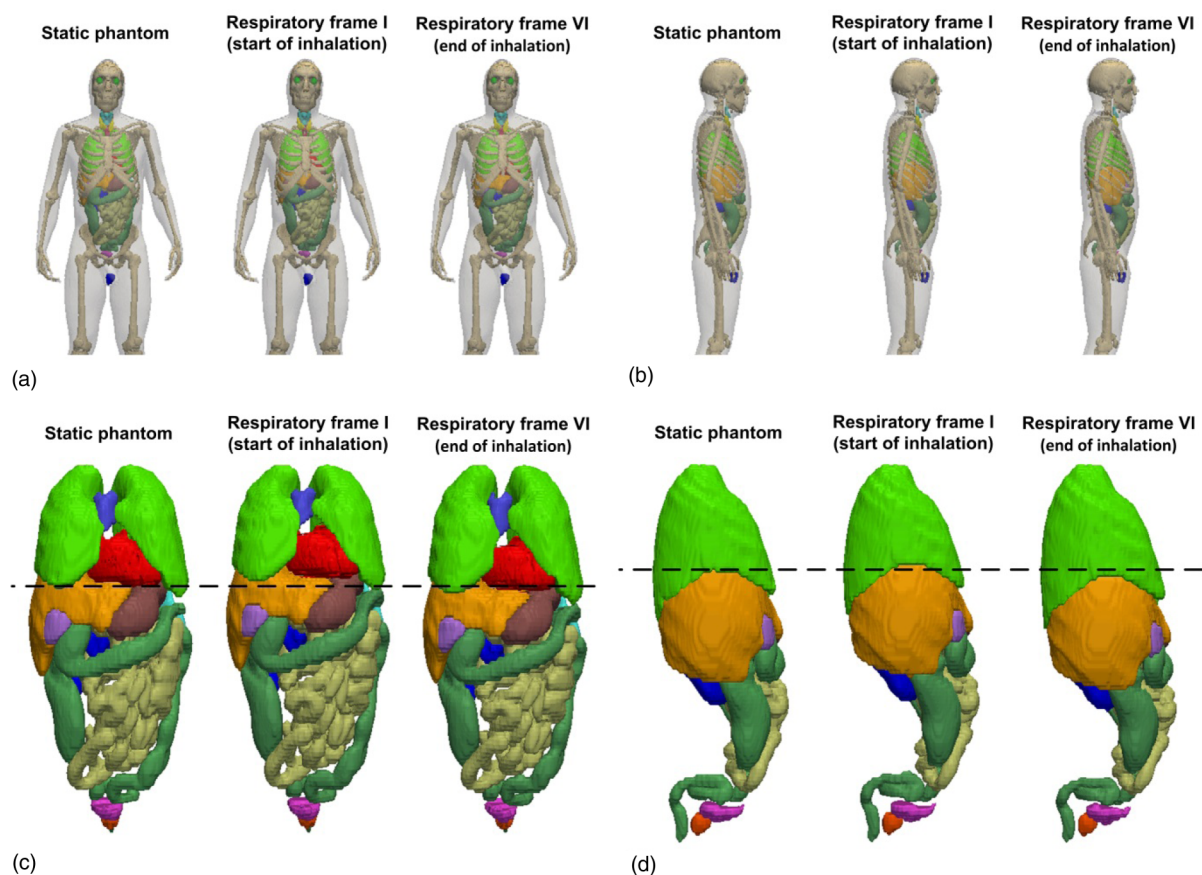 Static phantom
Respiratory frame I
(start of inhalation)
Respiratory frame VI
(end of inhalation)
(a)
Static phantom
Respiratory frame I
(start of inhalation)
Respiratory frame VI
(end of inhalation)
(b)
Static phantom
Respiratory frame I
(start of inhalation)
Respiratory frame VI
(end of inhalation)
(c)
Static phantom
Respiratory frame I
(start of inhalation)
Respiratory frame VI
(end of inhalation)
(d)